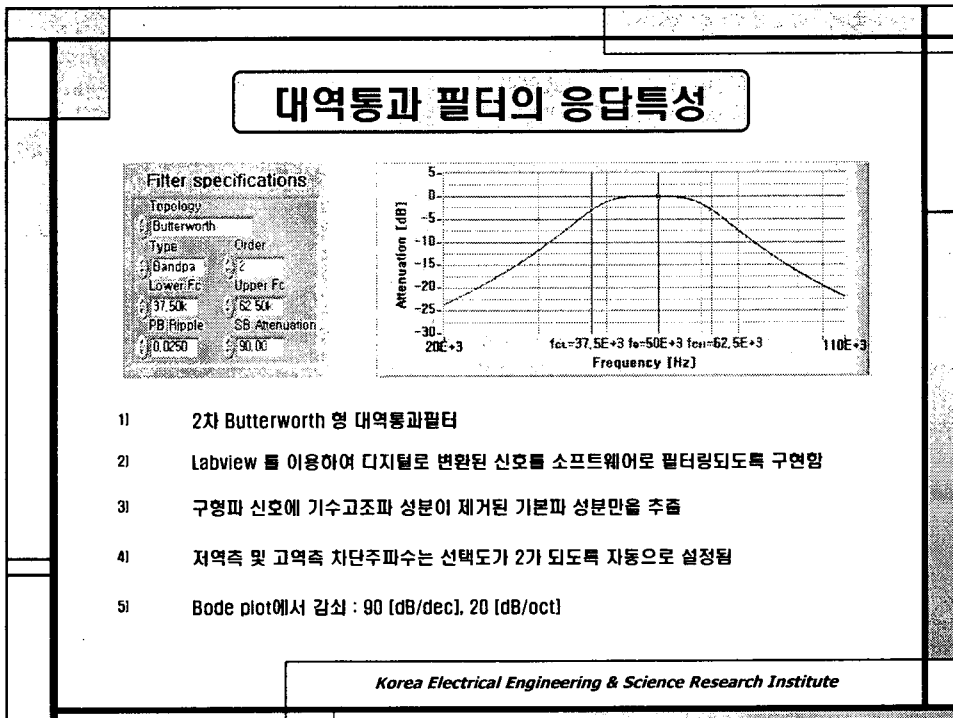 대역통과 필터의 응답특성
Filter specifications
Topology
Butterworth
Type Order
Bandpa 2
Lower Fc Upper Fc
37.50k 62.50k
PB Ripple SB Attenuation
0.0250 90.00
Attenuation [dB]
5
0
-5
-10
-15
-20
-25
-30
20E+3 fCL=37,5E+3 f0=50E+3 fCH=62,5E+3 110E+3
Frequency [Hz]
1) 2차 Butterworth 형 대역통과필터
2) Labview 를 이용하여 디지털로 변환된 신호를 소프트웨어로 필터링되도록 구현함
3) 구형파 신호에 기수고조파 성분이 제거된 기본파 성분만을 추출
4) 저역측 및 고역측 차단주파수는 선택도가 2가 되도록 자동으로 설정됨
5) Bode plot에서 감쇠 : 90 [dB/dec], 20 [dB/oct]
Korea Electrical Engineering & Science Research Institute